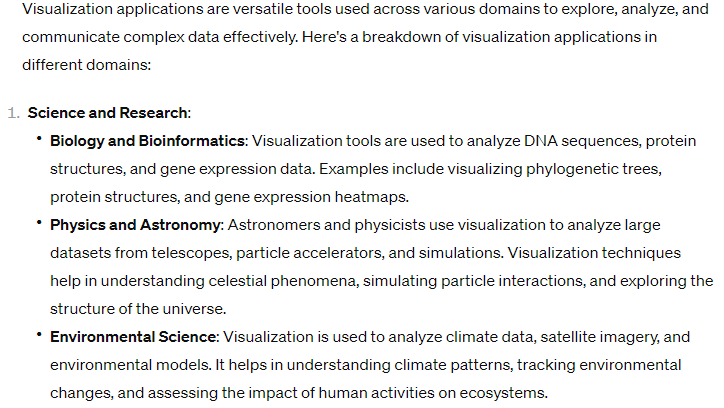 Visualization applications are versatile tools used across various domains to explore, analyze, and
communicate complex data effectively. Here's a breakdown of visualization applications in
different domains:
1. Science and Research:
• Biology and Bioinformatics: Visualization tools are used to analyze DNA sequences, protein
structures, and gene expression data. Examples include visualizing phylogenetic trees,
protein structures, and gene expression heatmaps.
• Physics and Astronomy: Astronomers and physicists use visualization to analyze large
datasets from telescopes, particle accelerators, and simulations. Visualization techniques
help in understanding celestial phenomena, simulating particle interactions, and exploring the
structure of the universe.
• Environmental Science: Visualization is used to analyze climate data, satellite imagery, and
environmental models. It helps in understanding climate patterns, tracking environmental
changes, and assessing the impact of human activities on ecosystems.